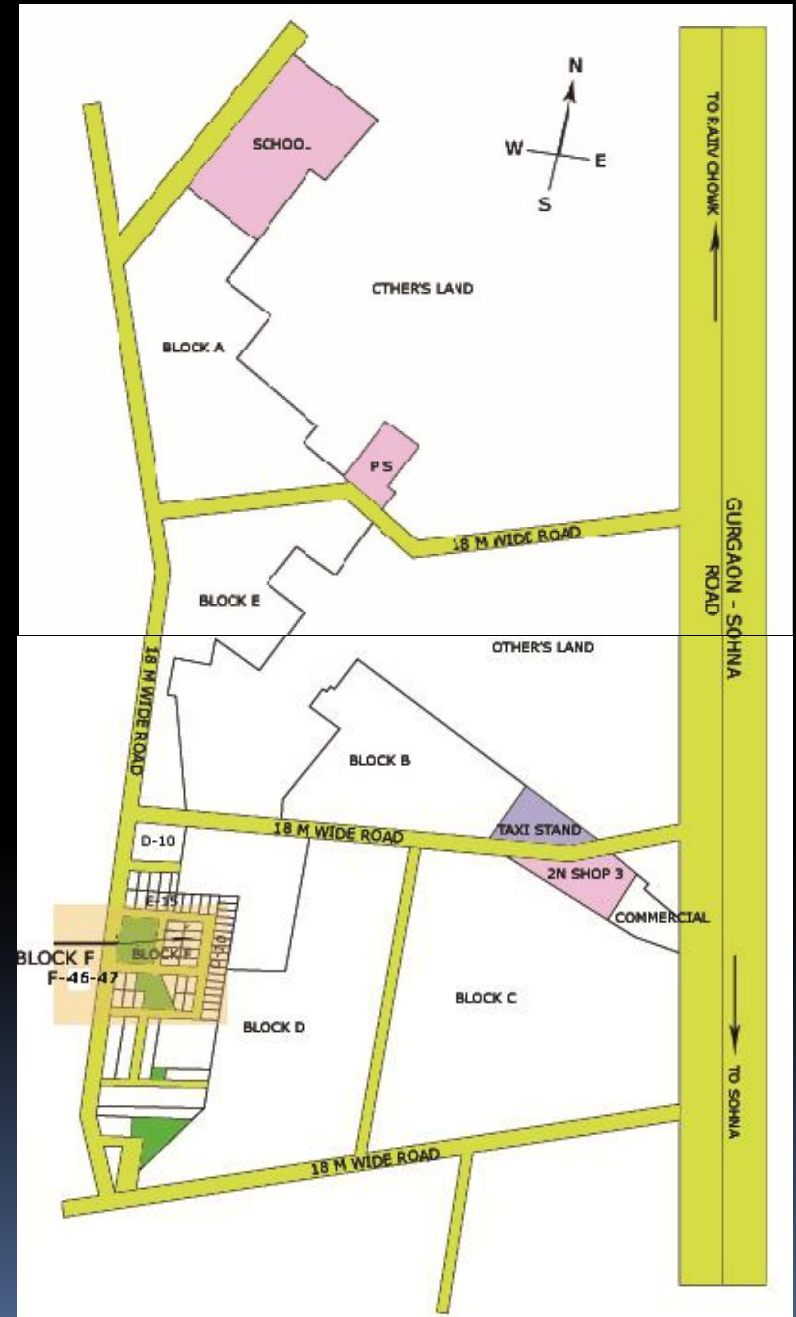 N
W
E
S
TO RAJIV CHOWK
SCHOOL
CTHER'S LAND
BLOCK A
PS
18 M WIDE ROAD
GURGAON - SOHNA
ROAD
BLOCK E
OTHER'S LAND
18 M WIDE ROAD
BLOCK B
TAXI STAND
18 M WIDE ROAD
D-10
2N SHOP 3
COMMERCIAL
E-15
BLOCK F
BLOCK F
F-46-47
BLOCK C
BLOCK D
TO SOHNA
18 M WIDE ROAD